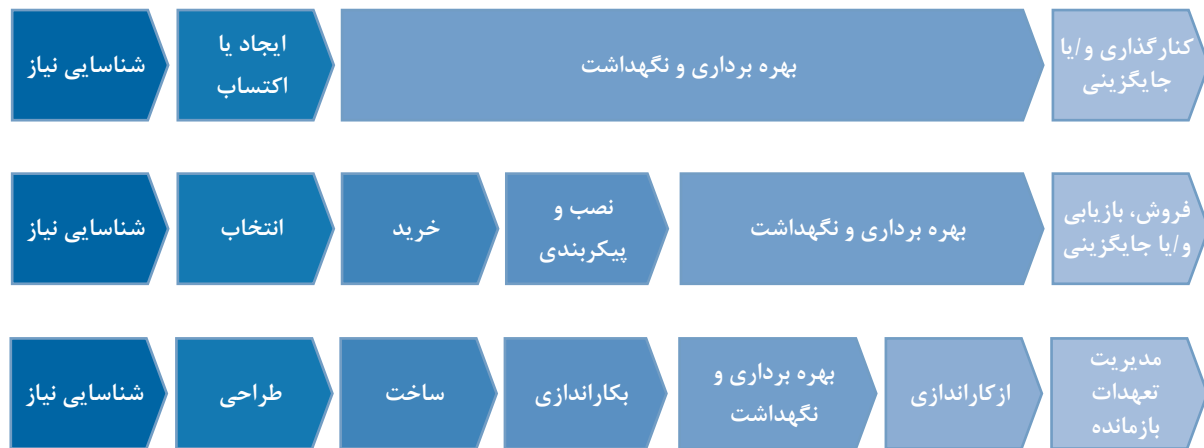 شناسایی نیاز
ایجاد یا
اکتساب
بهره برداری و نگهداشت
کنارگذاری و/یا
جایگزینی
شناسایی نیاز
انتخاب
خرید
نصب و
پیکربندی
بهره برداری و نگهداشت
فروش، بازیابی
و/یا جایگزینی
شناسایی نیاز
طراحی
ساخت
بکاراندازی
بهره برداری و
نگهداشت
ازکاراندازی
مدیریت
تعهدات
بازمانده